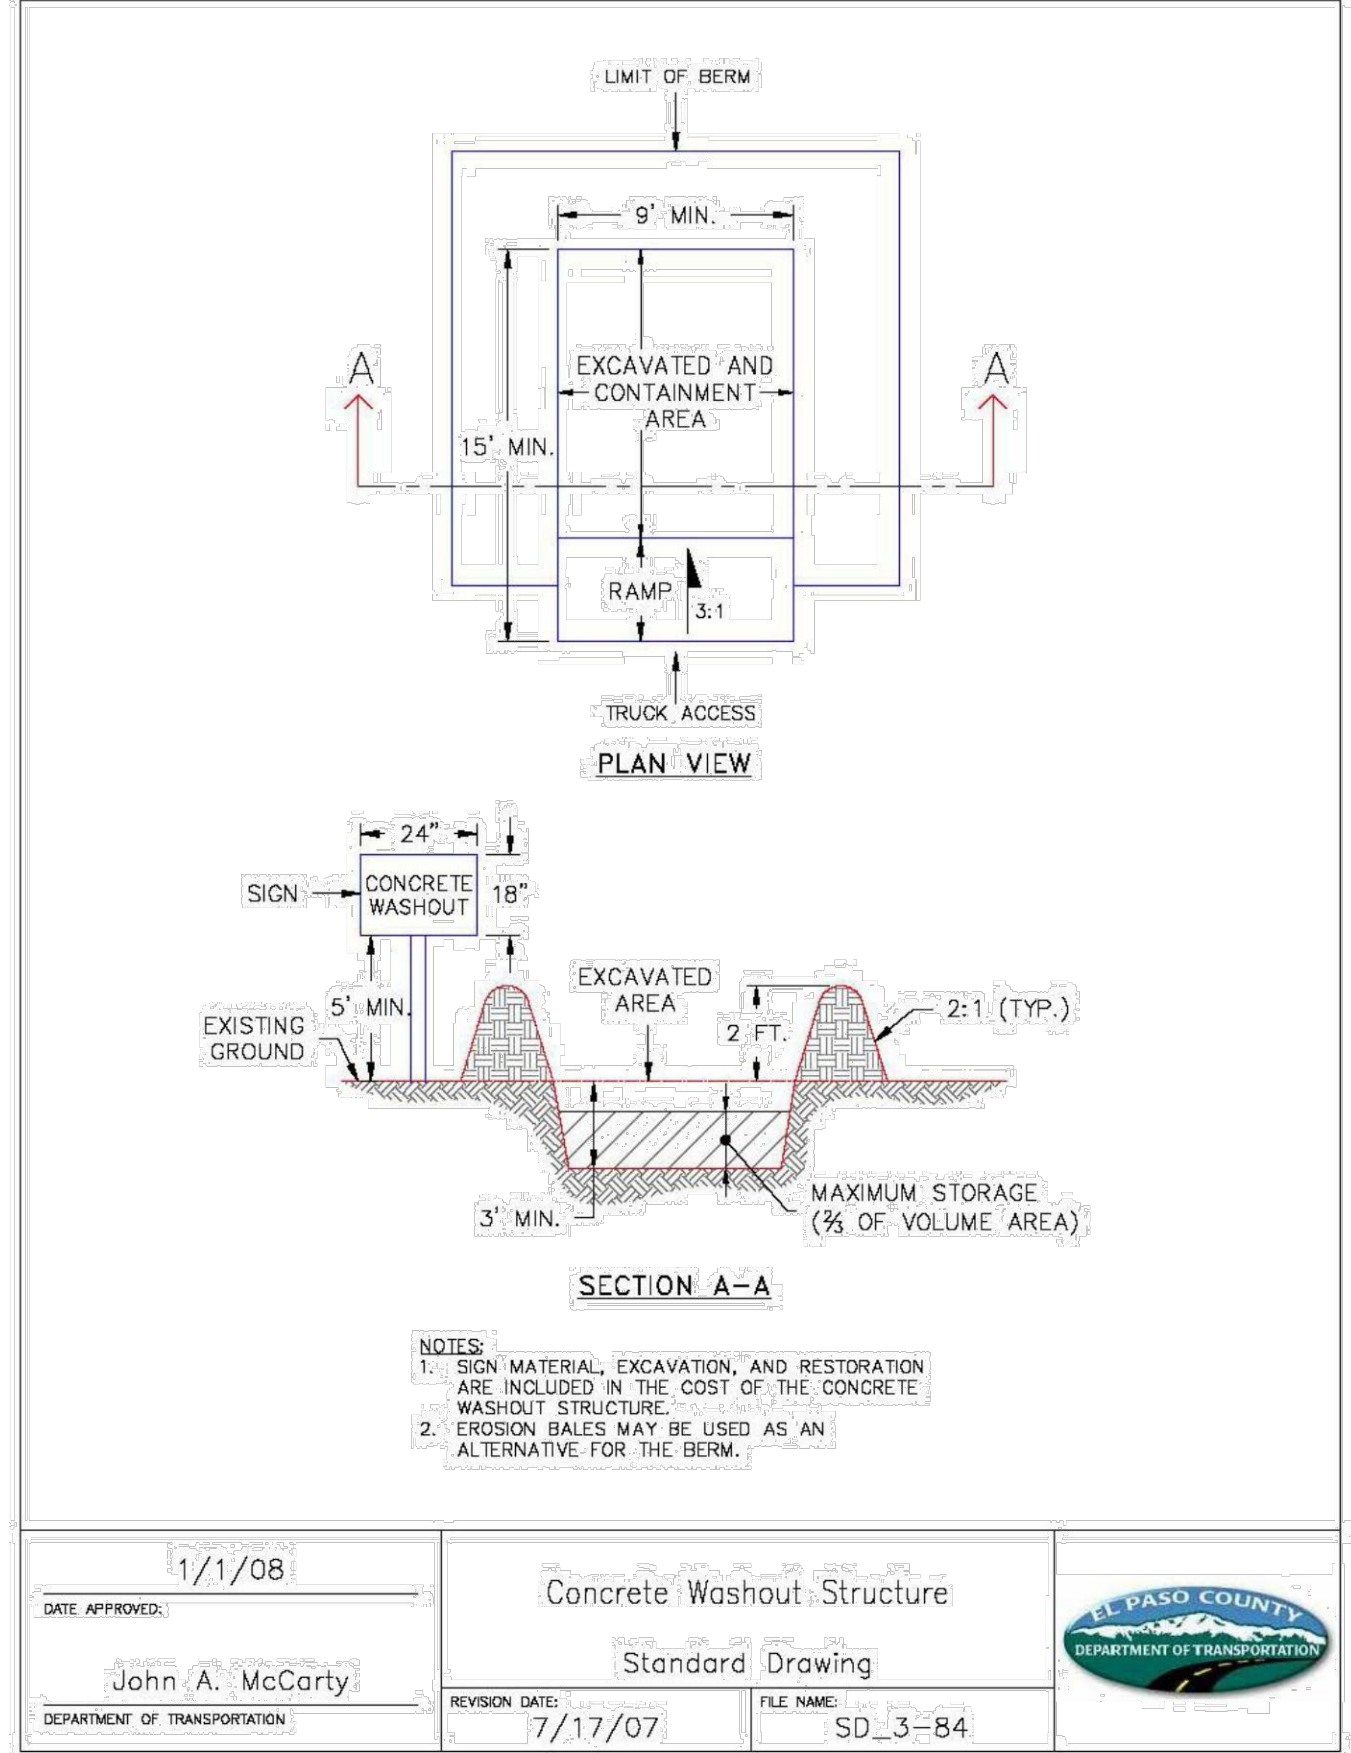 LIMIT OF BERM
9' MIN.
A
EXCAVATED AND
CONTAINMENT
AREA
A
15' MIN.
RAMP
3:1
TRUCK ACCESS
PLAN VIEW
24"
SIGN
CONCRETE
WASHOUT
18"
EXCAVATED
AREA
5' MIN.
2 FT.
2:1 (TYP.)
EXISTING
GROUND
3' MIN.
MAXIMUM STORAGE
(⅔ OF VOLUME AREA)
SECTION A-A
NOTES:
1. SIGN MATERIAL, EXCAVATION, AND RESTORATION
ARE INCLUDED IN THE COST OF THE CONCRETE
WASHOUT STRUCTURE.
2. EROSION BALES MAY BE USED AS AN
ALTERNATIVE FOR THE BERM.
1/1/08
DATE APPROVED:
John A. McCarty
DEPARTMENT OF TRANSPORTATION
Concrete Washout Structure
Standard Drawing
REVISION DATE:
7/17/07
FILE NAME:
SD_3-84
EL PASO COUNTY
DEPARTMENT OF TRANSPORTATION